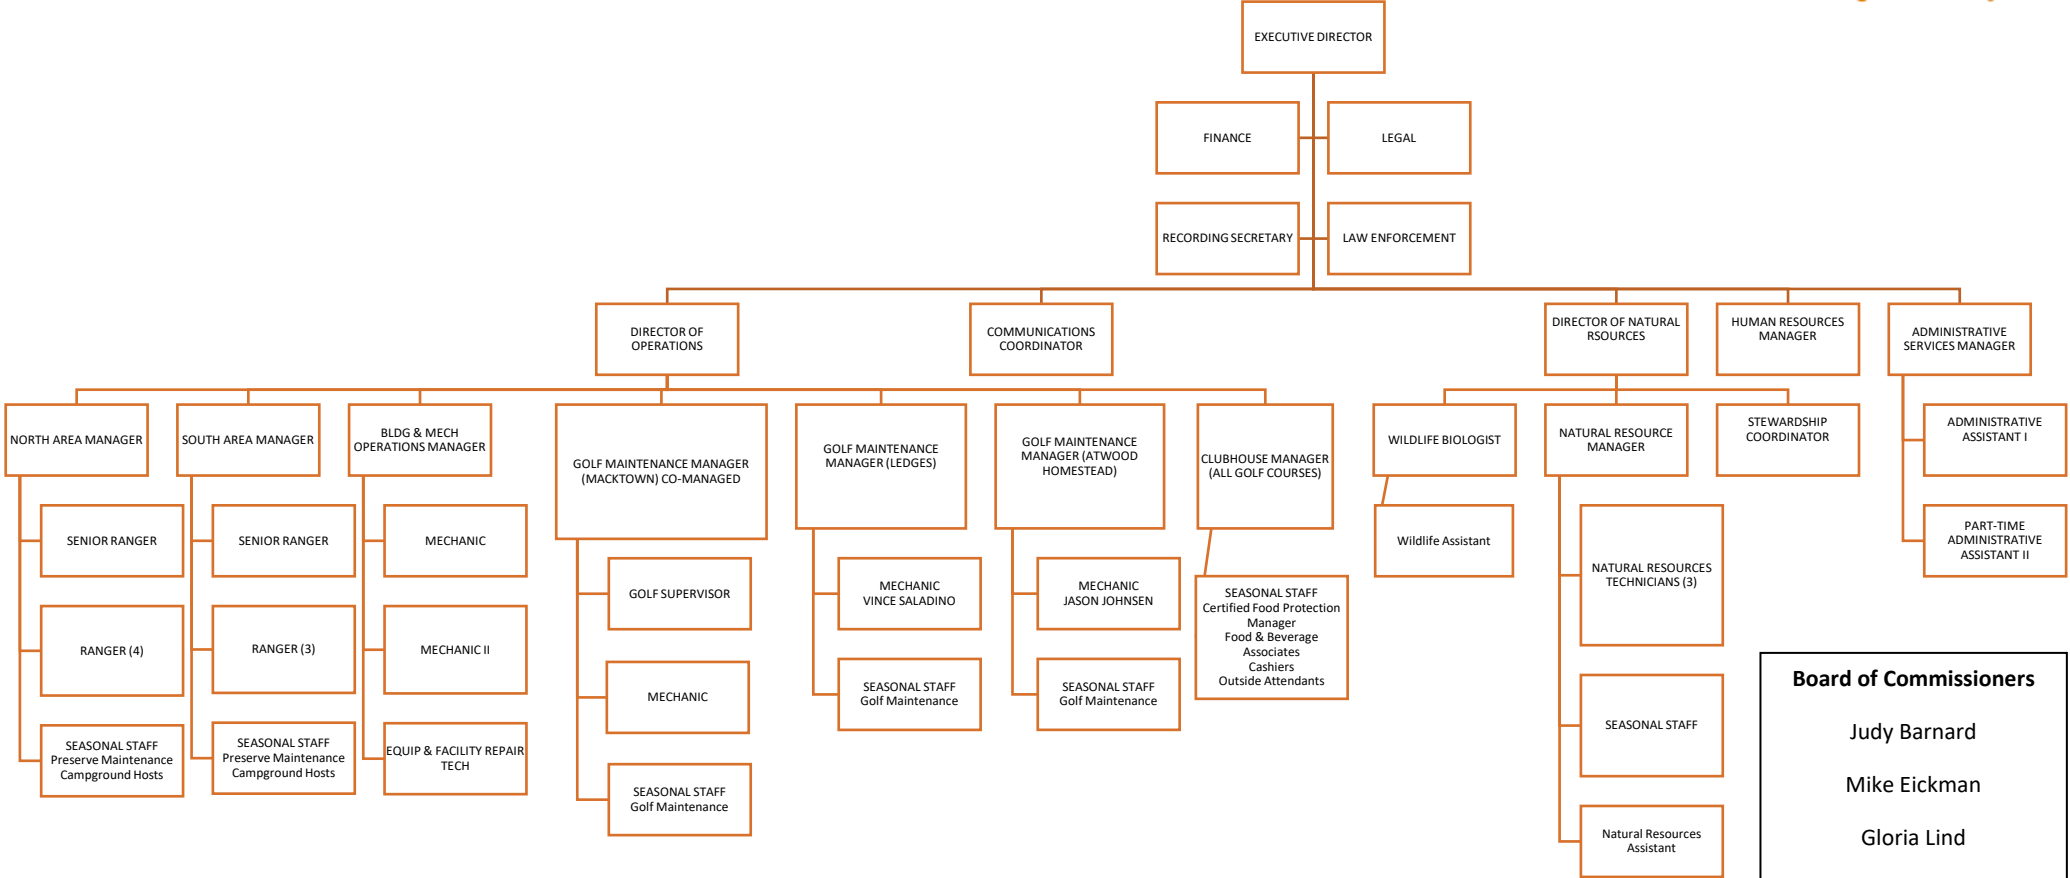 EXECUTIVE DIRECTOR
FINANCE
LEGAL
RECORDING SECRETARY
LAW ENFORCEMENT
DIRECTOR OF
OPERATIONS
COMMUNICATIONS
COORDINATOR
DIRECTOR OF NATURAL
RSOURCES
HUMAN RESOURCES
MANAGER
ADMINISTRATIVE
SERVICES MANAGER
NORTH AREA MANAGER
SOUTH AREA MANAGER
BLDG & MECH
OPERATIONS MANAGER
GOLF MAINTENANCE MANAGER
(MACKTOWN) CO-MANAGED
GOLF MAINTENANCE
MANAGER (LEDGES)
GOLF MAINTENANCE
MANAGER (ATWOOD
HOMESTEAD)
CLUBHOUSE MANAGER
(ALL GOLF COURSES)
WILDLIFE BIOLOGIST
NATURAL RESOURCE
MANAGER
STEWARDSHIP
COORDINATOR
ADMINISTRATIVE
ASSISTANT I
SENIOR RANGER
SENIOR RANGER
MECHANIC
GOLF SUPERVISOR
MECHANIC
VINCE SALADINO
MECHANIC
JASON JOHNSEN
SEASONAL STAFF
Certified Food Protection
Manager
Food & Beverage
Associates
Cashiers
Outside Attendants
Wildlife Assistant
NATURAL RESOURCES
TECHNICIANS (3)
PART-TIME
ADMINISTRATIVE
ASSISTANT II
RANGER (4)
RANGER (3)
MECHANIC II
MECHANIC
SEASONAL STAFF
Golf Maintenance
SEASONAL STAFF
Golf Maintenance
SEASONAL STAFF
SEASONAL STAFF
Preserve Maintenance
Campground Hosts
SEASONAL STAFF
Preserve Maintenance
Campground Hosts
EQUIP & FACILITY REPAIR
TECH
SEASONAL STAFF
Golf Maintenance
Natural Resources
Assistant
Board of Commissioners
Judy Barnard
Mike Eickman
Gloria Lind